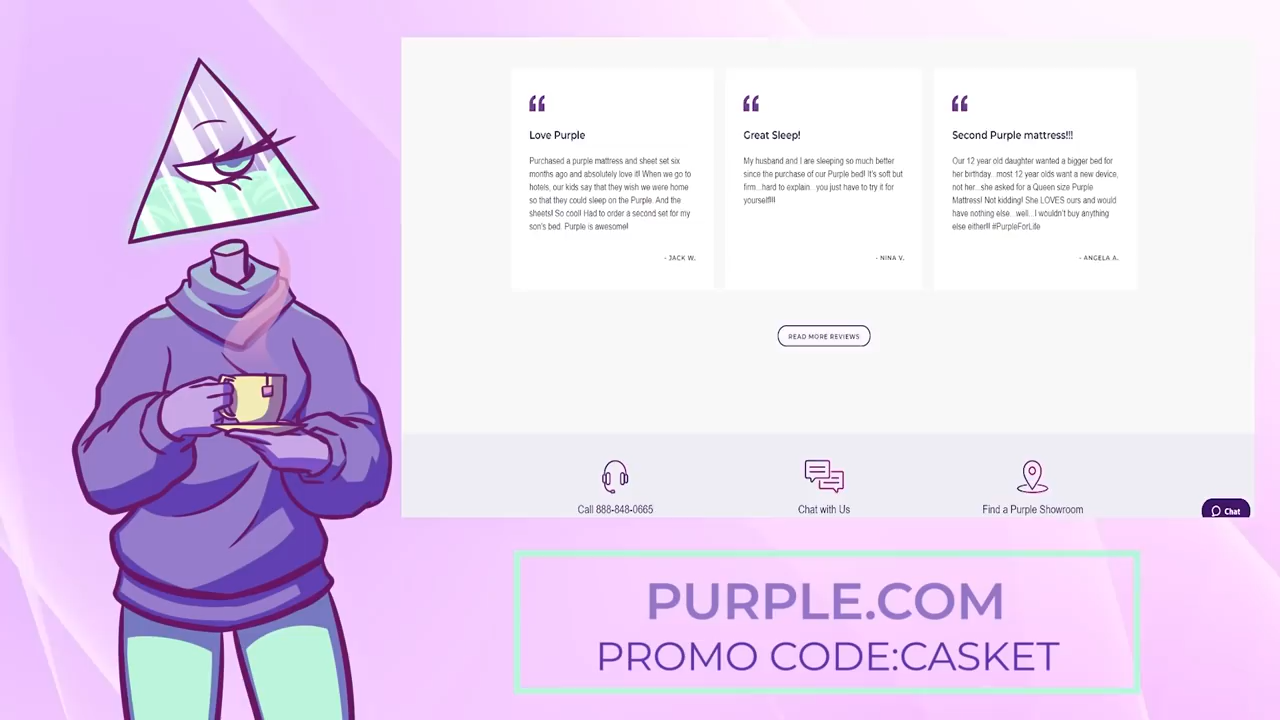 Love Purple
Purchased a purple mattress and sheet set six
months ago and absolutely love it!! When we go to
hotels, our kids say that they wish we were home
so that they could sleep on the Purple. And the
sheets! So cool! Had to order a second set for my
son's bed. Purple is awesome!
- JACK W.
Great Sleep!
My husband and I are sleeping so much better
since the purchase of our Purple bed! It's soft but
firm...hard to explain...you just have to try it for
yourself!!!!
- NINA V.
Second Purple mattress!!!
Our 12 year old daughter wanted a bigger bed for
her birthday...most 12 year olds want a new device,
not her...she asked for a Queen size Purple
Mattress! Not kidding! She LOVES ours and would
have nothing else...well...I wouldn't buy anything
else either!! #PurpleForLife
- ANGELA A.
READ MORE REVIEWS
Call 888-848-0665
Chat with Us
Find a Purple Showroom
Chat
PURPLE.COM
PROMO CODE:CASKET